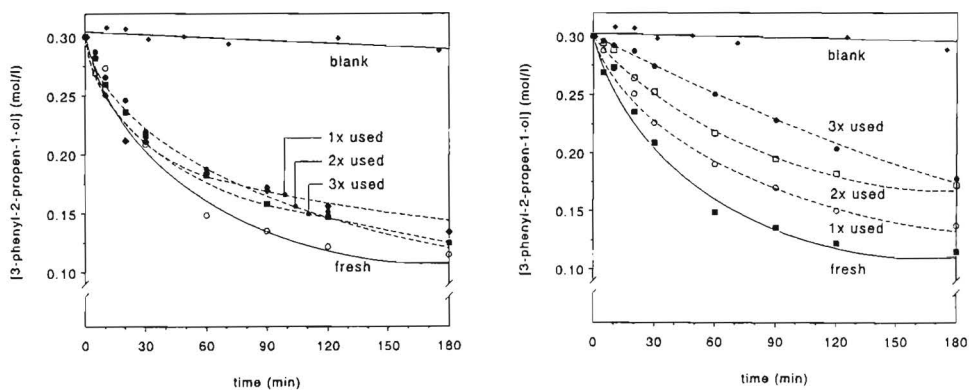 [3-phenyl-2-propen-1-ol] (mol/l)
0.30
0.25
0.20
0.15
0.10
blank
1x used
2x used
3x used
fresh
0 30 60 90 120 150 180
time (min)
[3-phenyl-2-propen-1-ol] (mol/l)
0.30
0.25
0.20
0.15
0.10
blank
3x used
2x used
1x used
fresh
0 30 60 90 120 150 180
time (min)